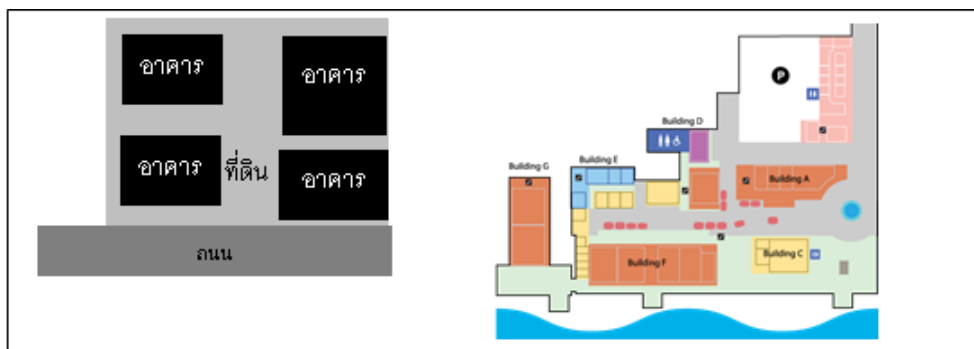 อาคาร
อาคาร
อาคาร
ที่ดิน
อาคาร
ถนน
P
Building D
Building G
Building E
Building A
Building F
Building C